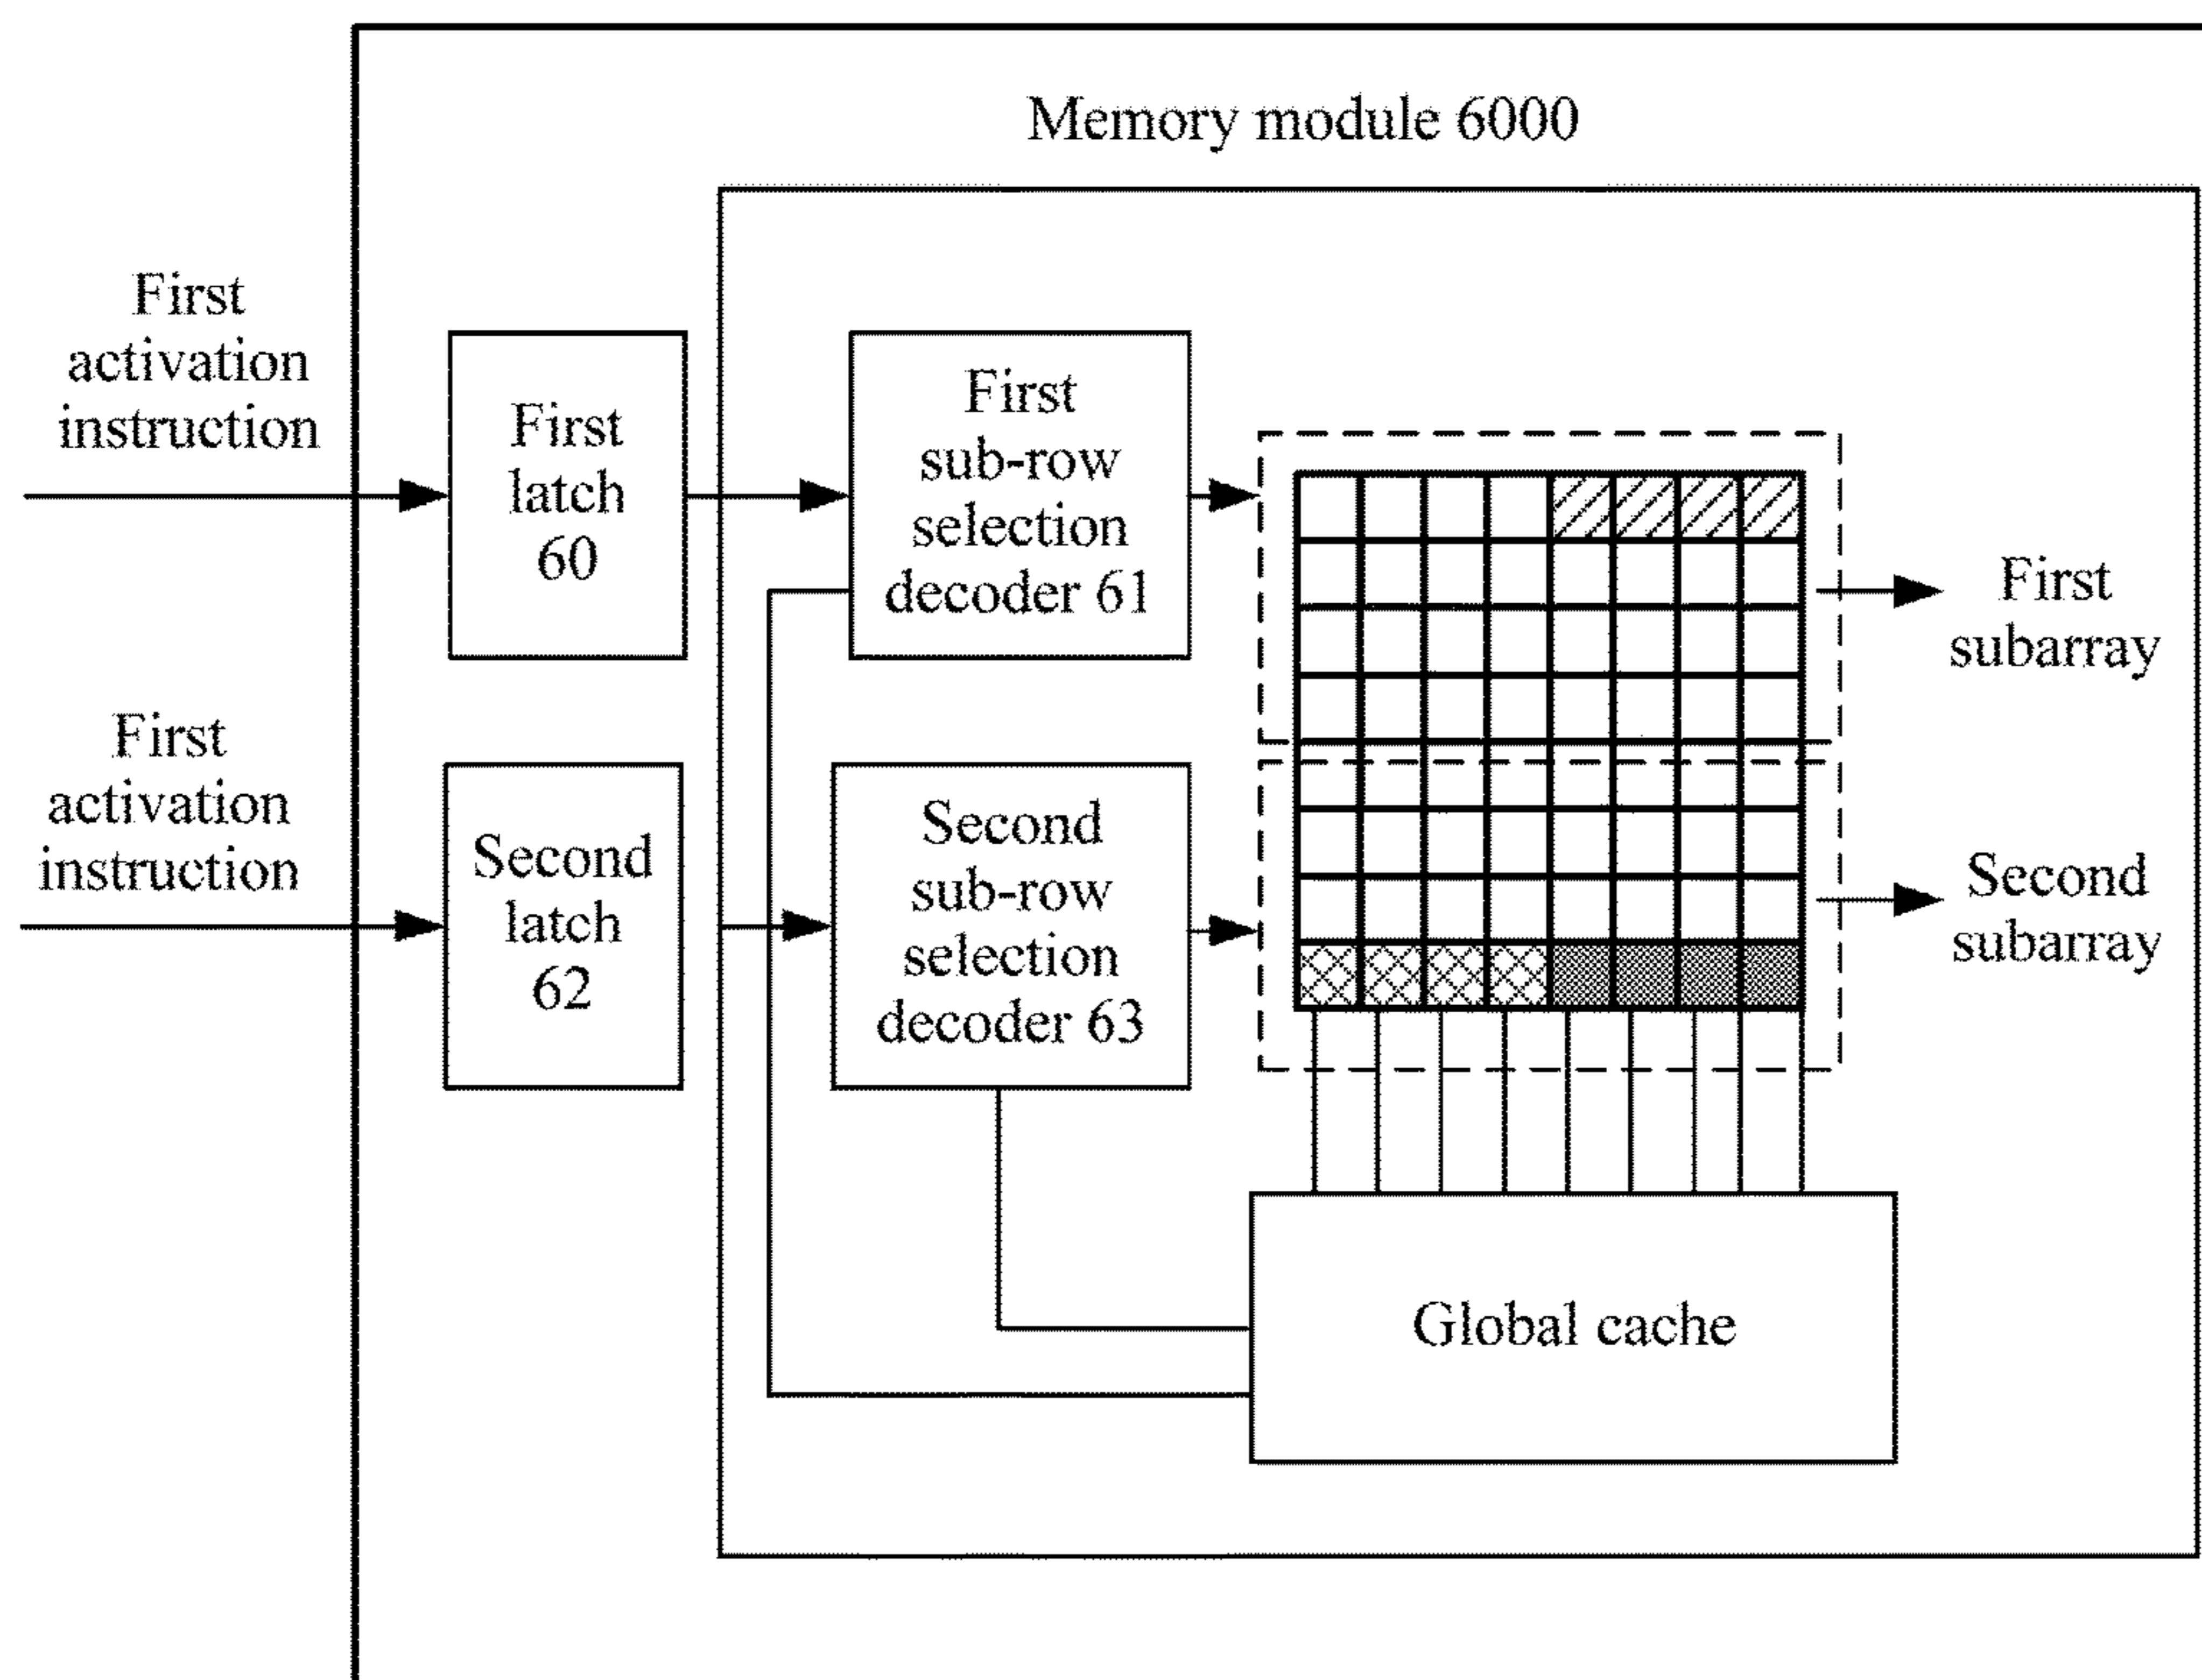 Memory module 6000
First
activation
instruction
First
latch
60
First
sub-row
selection
decoder 61
First
subarray
First
activation
instruction
Second
latch
62
Second
sub-row
selection
decoder 63
Second
subarray
Global cache